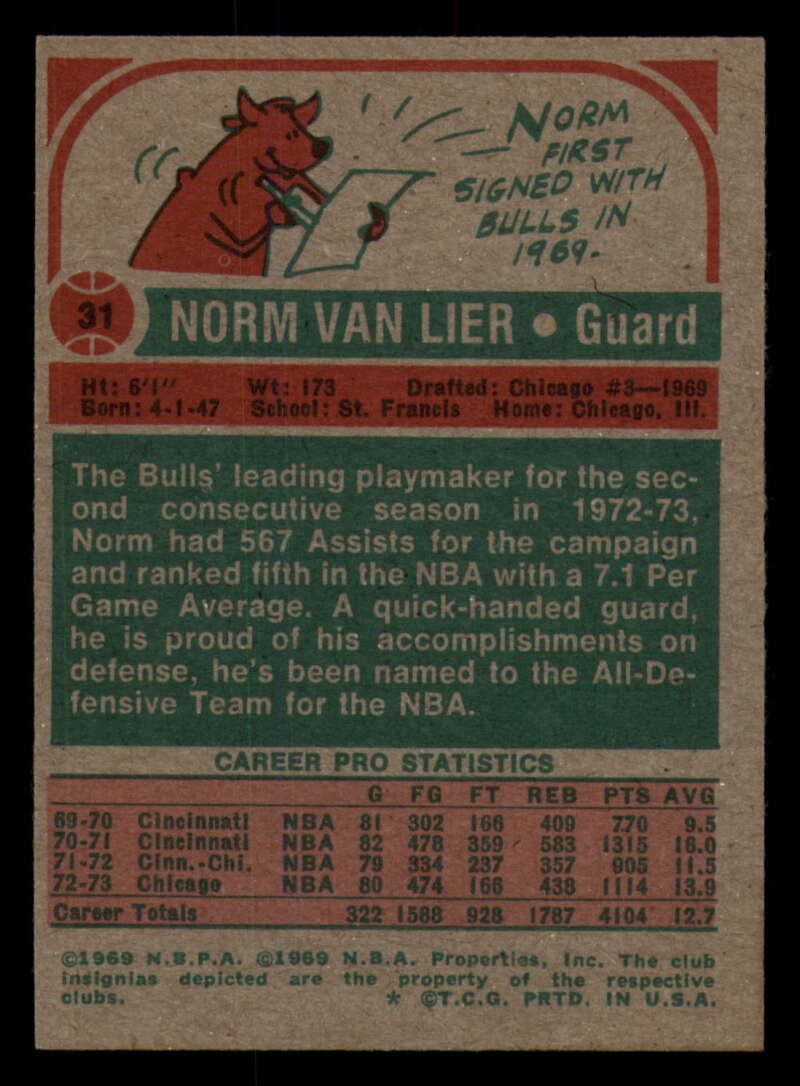 NORM
FIRST
SIGNED WITH
BULLS IN
1969.
31 NORM VAN LIER • Guard
Ht: 6'1" Wt: 173 Drafted: Chicago #3—1969
Born: 4-1-47 School: St. Francis Home: Chicago, Ill.
The Bulls' leading playmaker for the sec-
ond consecutive season in 1972-73,
Norm had 567 Assists for the campaign
and ranked fifth in the NBA with a 7.1 Per
Game Average. A quick-handed guard,
he is proud of his accomplishments on
defense, he's been named to the All-De-
fensive Team for the NBA.
CAREER PRO STATISTICS
G FG FT REB PTS AVG
69-70 Cincinnati NBA 81 302 166 409 770 9.5
70-71 Cincinnati NBA 82 478 359 583 1315 16.0
71-72 Cinn.-Chi. NBA 79 334 237 357 905 11.5
72-73 Chicago NBA 80 474 166 438 1114 13.9
Career Totals 322 1588 928 1787 4104 12.7
©1969 N.B.P.A. ©1969 N.B.A. Properties, Inc. The club
insignias depicted are the property of the respective
clubs. * ©T.C.G. PRTD. IN U.S.A.